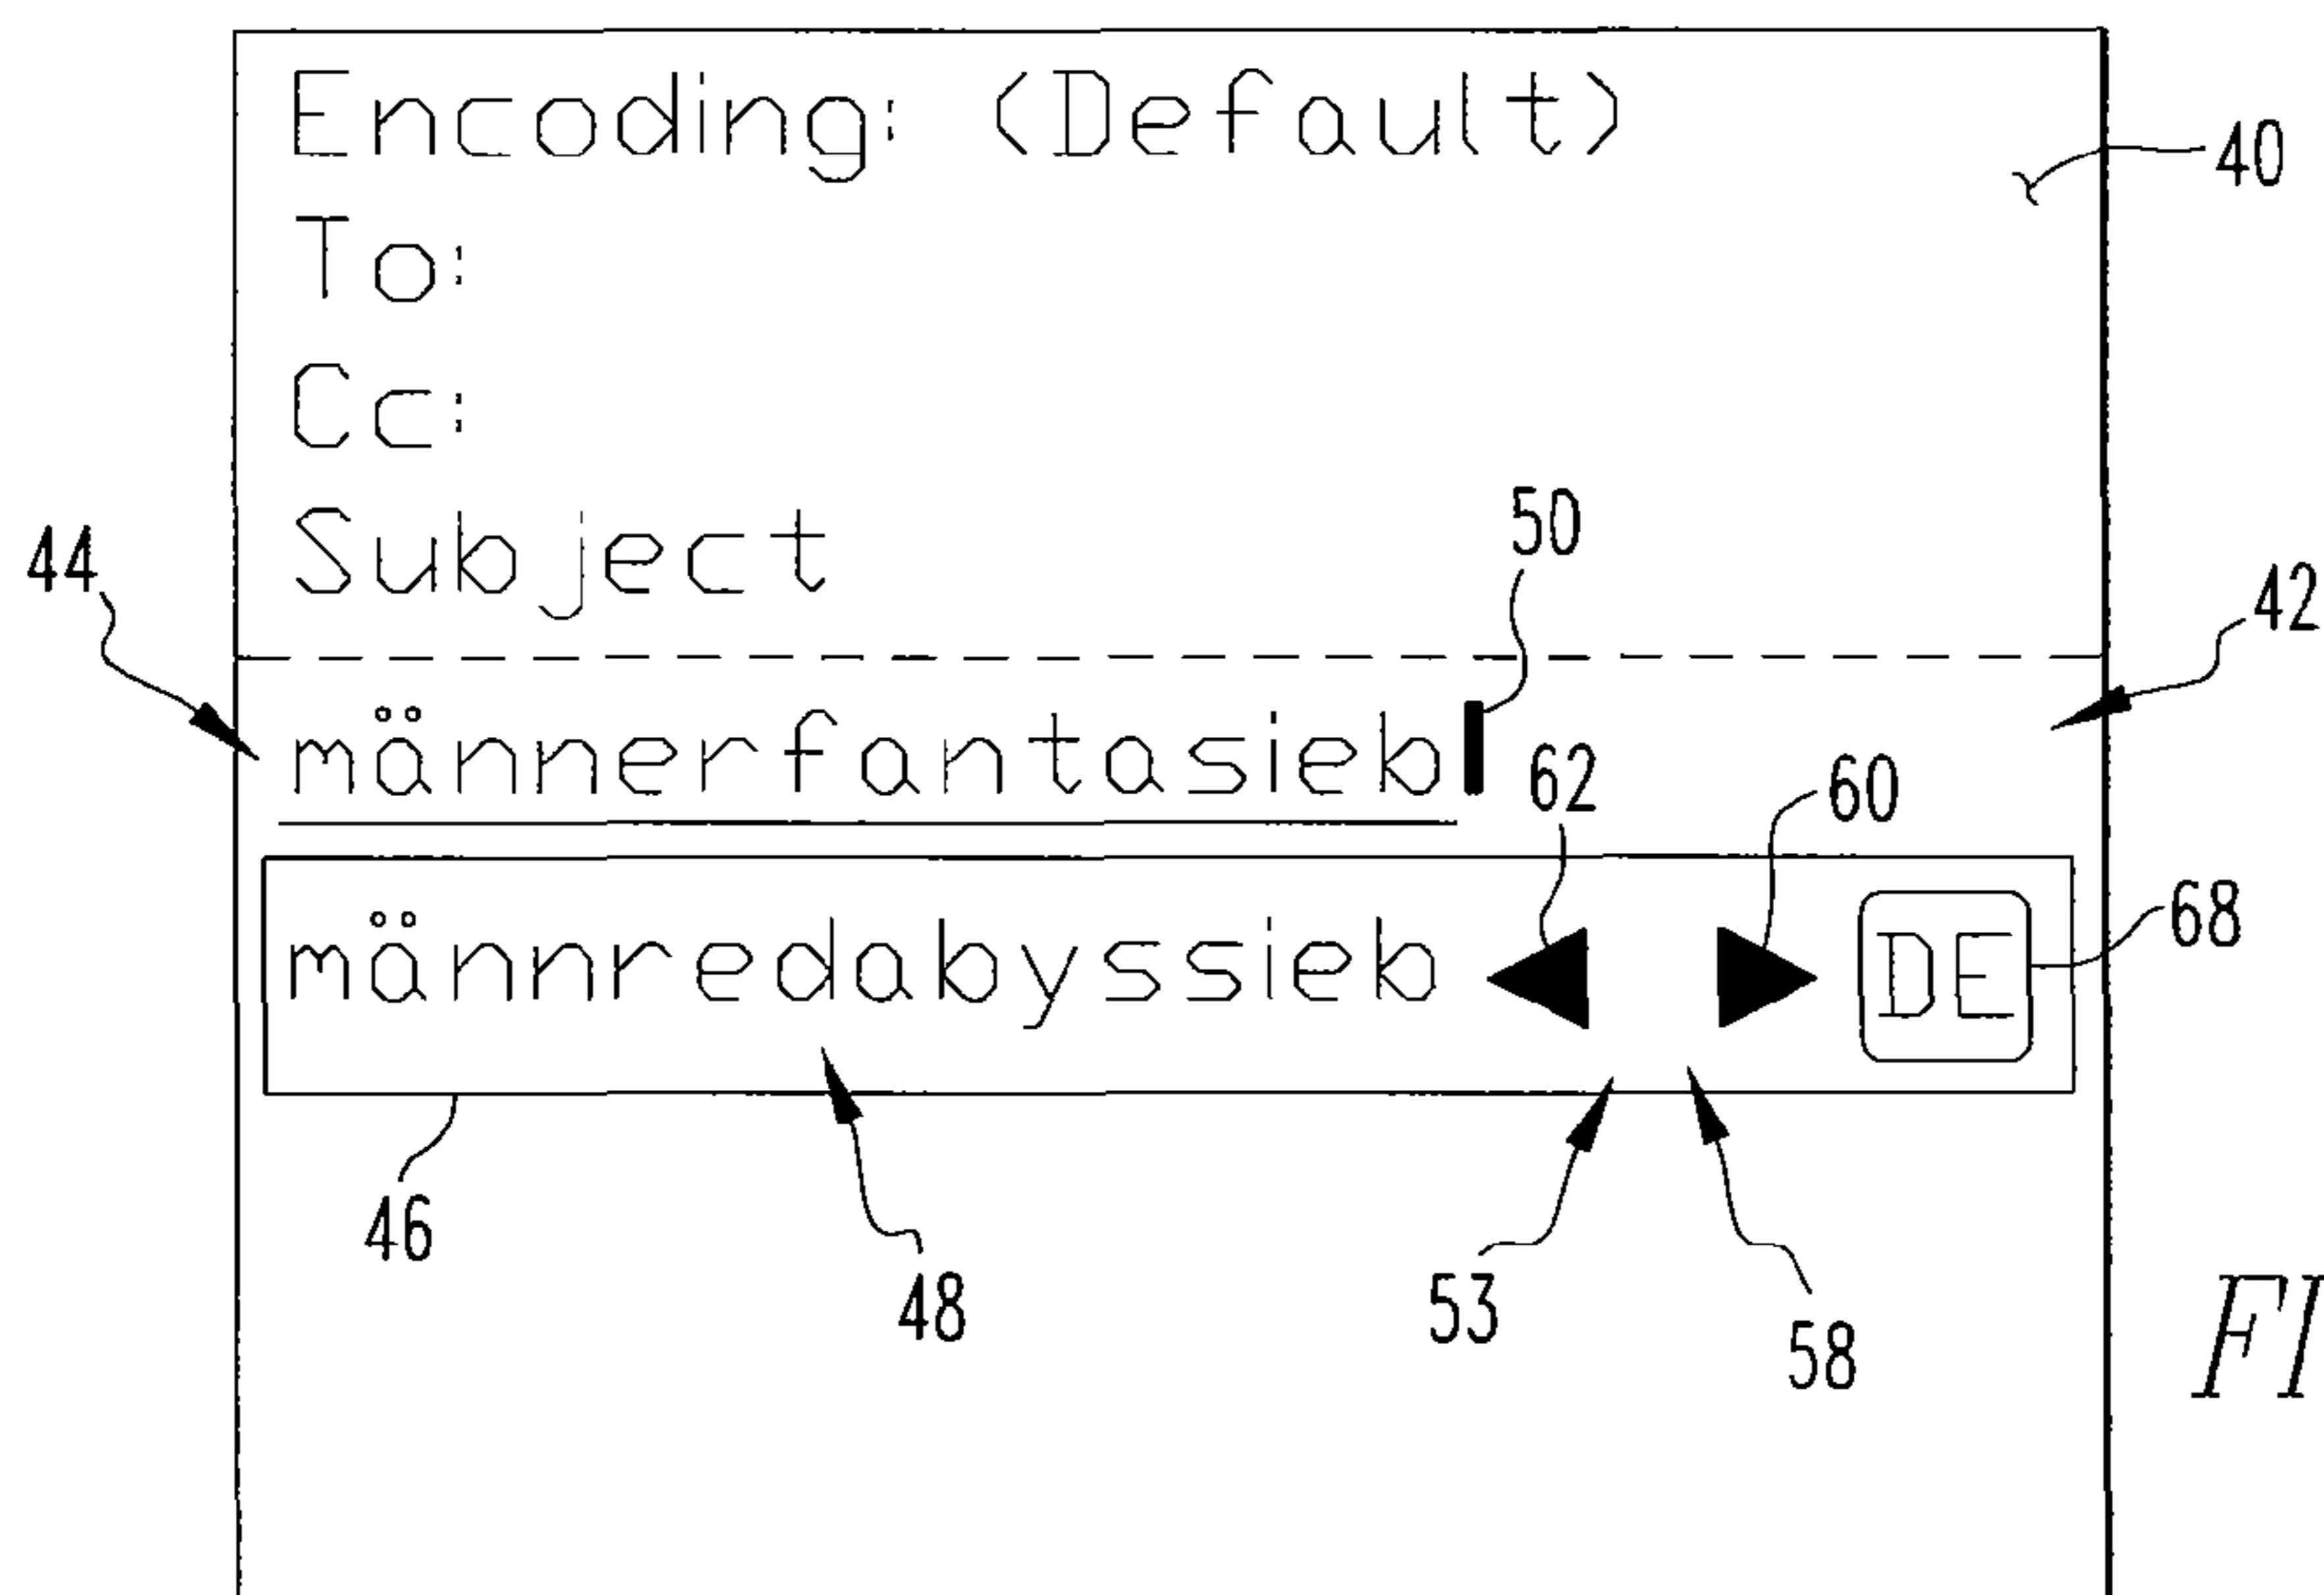 Encoding: (Default)
40
To:
Cc:
Subject
50
44
42
männerfantasieb
62
60
männredabyssieb
DE
68
46
48
53
58
FI